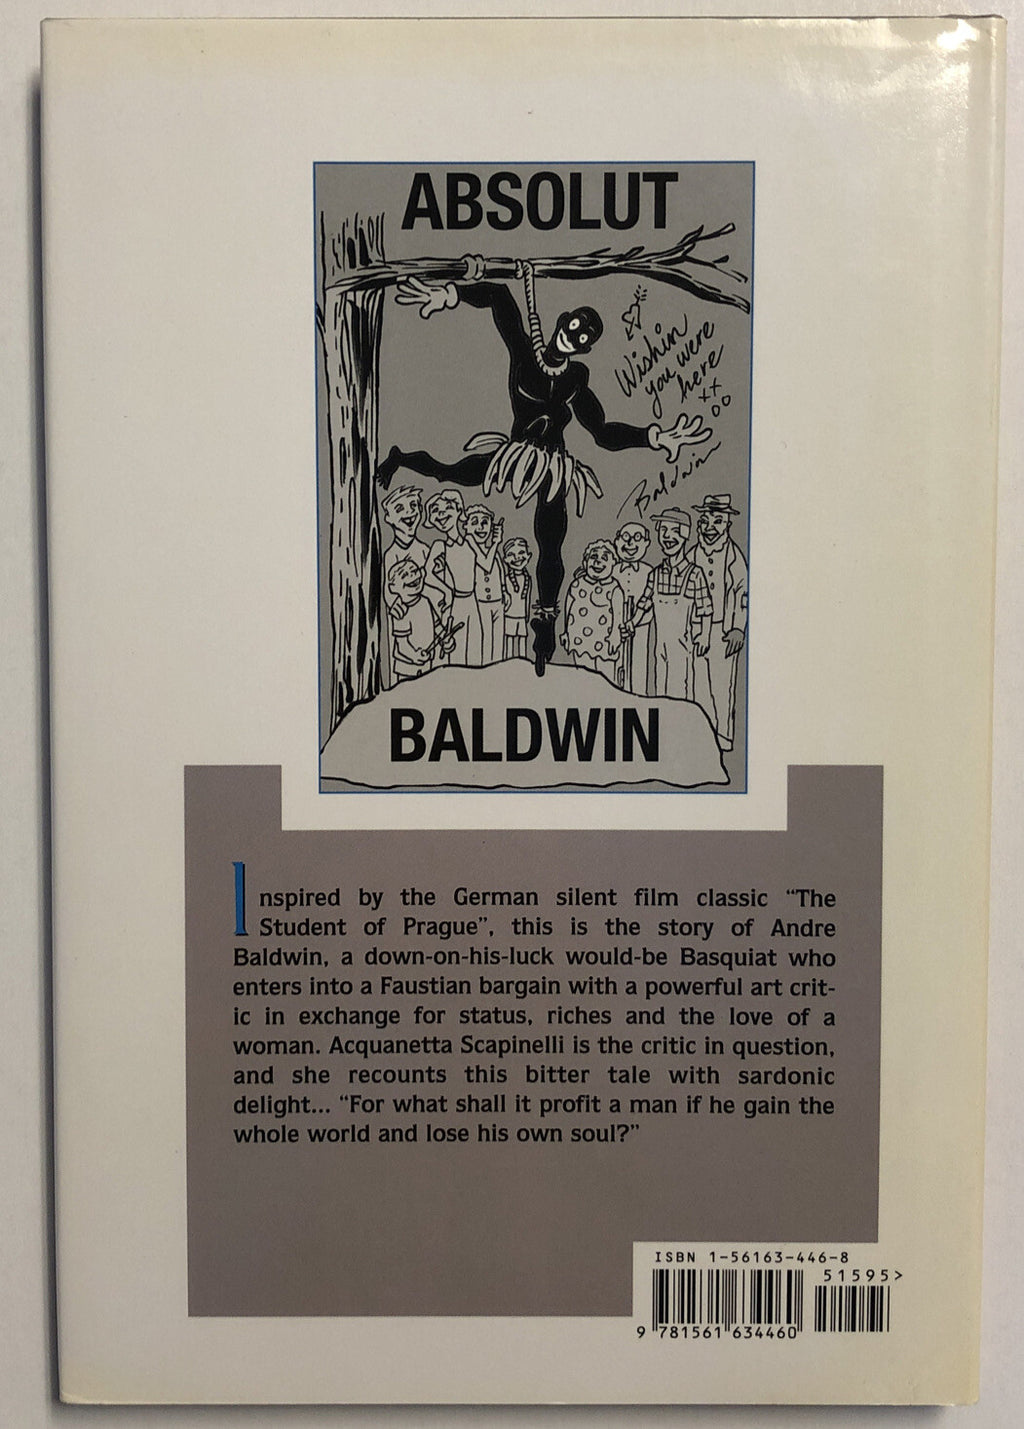 ABSOLUT
Wishin
you were
here
xx
oo
Baldwin
BALDWIN
Inspired by the German silent film classic “The
Student of Prague”, this is the story of Andre
Baldwin, a down-on-his-luck would-be Basquiat who
enters into a Faustian bargain with a powerful art crit-
ic in exchange for status, riches and the love of a
woman. Acquanetta Scapinelli is the critic in question,
and she recounts this bitter tale with sardonic
delight... “For what shall it profit a man if he gain the
whole world and lose his own soul?”
ISBN 1-56163-446-8
51595>
9 781561 634460